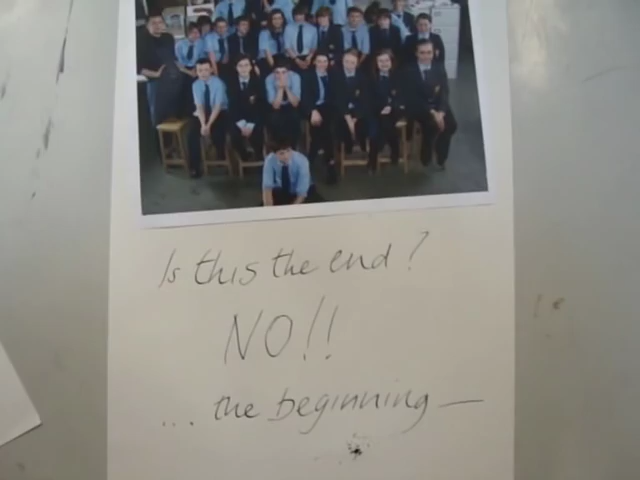 Is this the end?
NO!!
... the beginning —